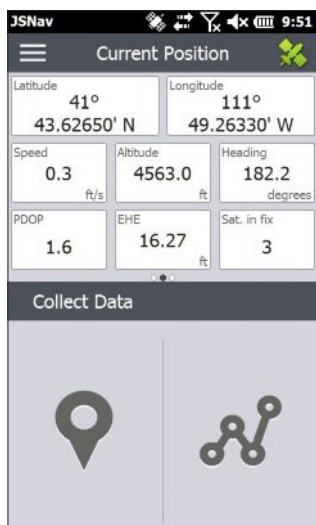 JSNav 9:51
Current Position
Latitude
41°
43.62650' N
Longitude
111°
49.26330' W
Speed
0.3
ft/s
Altitude
4563.0
ft
Heading
182.2
degrees
PDOP
1.6
EHE
16.27
ft
Sat. in fix
3
Collect Data